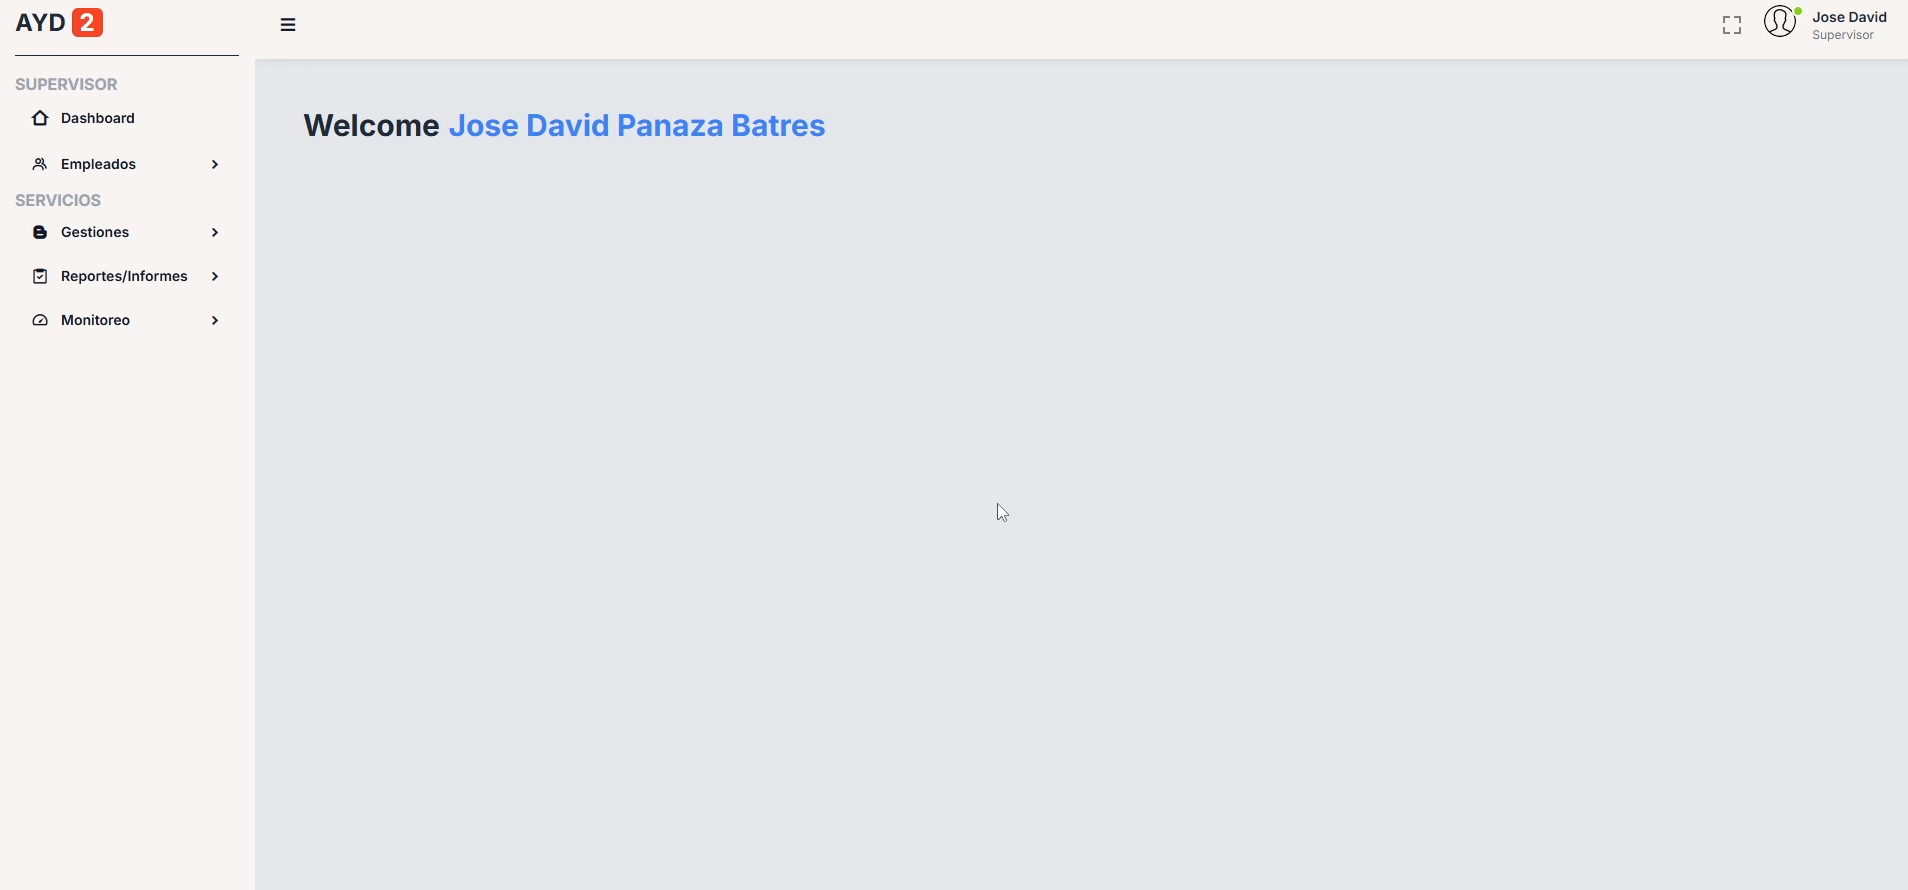 AYD 2
Jose David
Supervisor
SUPERVISOR
Dashboard
Empleados
SERVICIOS
Gestiones
Reportes/Informes
Monitoreo
Welcome Jose David Panaza Batres